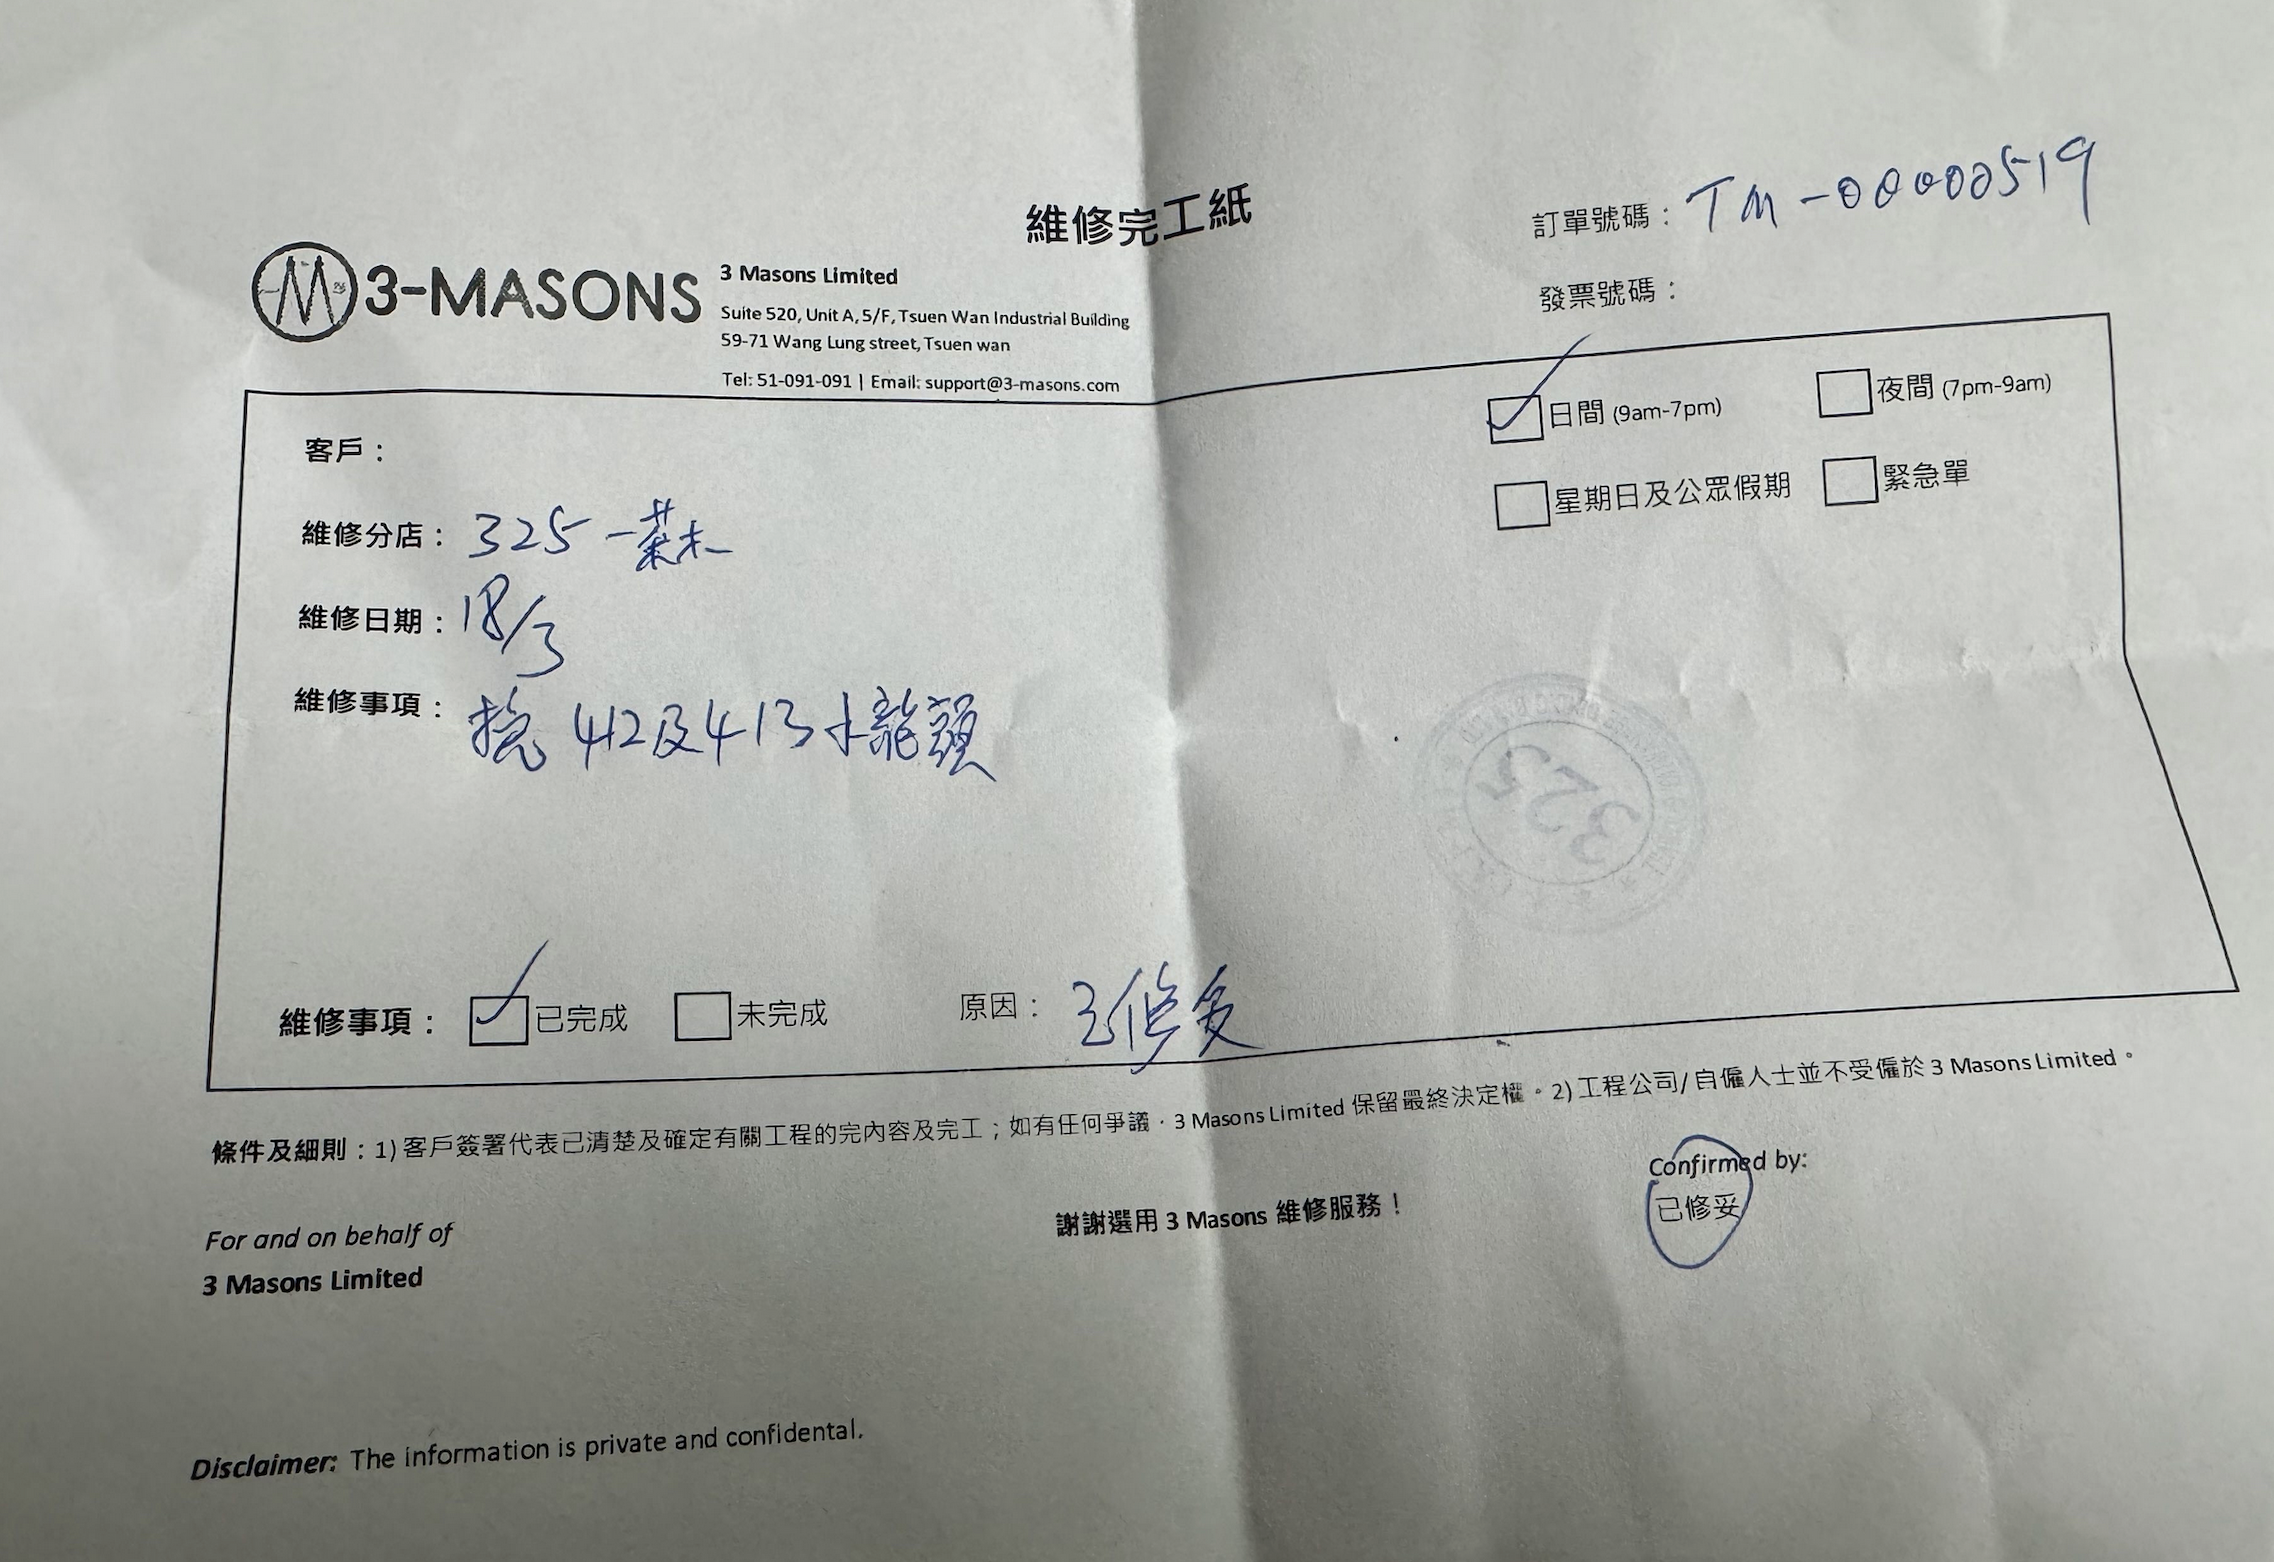 維修完工紙
訂單號碼：TM-00000519
發票號碼：
3-MASONS
3 Masons Limited
Suite 520, Unit A, 5/F, Tsuen Wan Industrial Building
59-71 Wang Lung street, Tsuen wan
Tel: 51-091-091 | Email: support@3-masons.com
日間 (9am-7pm) 夜間 (7pm-9am)
星期日及公眾假期 緊急單
客戶：
維修分店：325
維修日期：18/3
維修事項：換 412及413水龍頭
325
維修事項： 已完成 未完成 原因：已修妥
條件及細則：1) 客戶簽署代表已清楚及確定有關工程的完內容及完工；如有任何爭議，3 Masons Limited 保留最終決定權。2) 工程公司/自僱人士並不受僱於 3 Masons Limited。
Confirmed by:
已修妥
謝謝選用 3 Masons 維修服務！
For and on behalf of
3 Masons Limited
Disclaimer: The information is private and confidental.